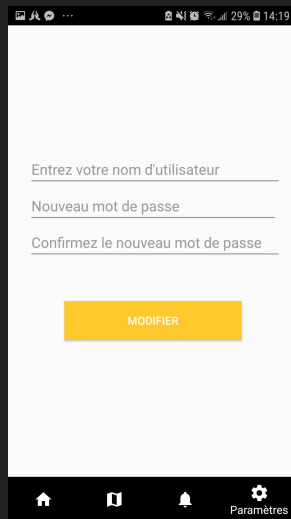 29% 14:19
Entrez votre nom d'utilisateur
Nouveau mot de passe
Confirmez le nouveau mot de passe
MODIFIER
Paramètres